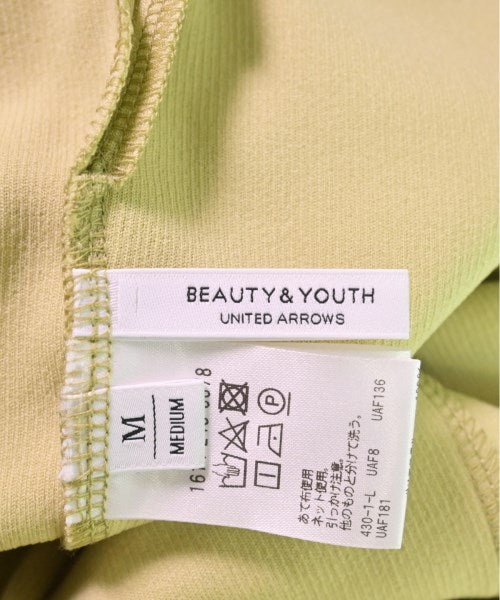 BEAUTY & YOUTH
UNITED ARROWS
M
MEDIUM
あて布使用
ネット使用。
引っかけ注意。
他のものと分けて洗う。
430-1-L UAF8 UAF136
UAF181